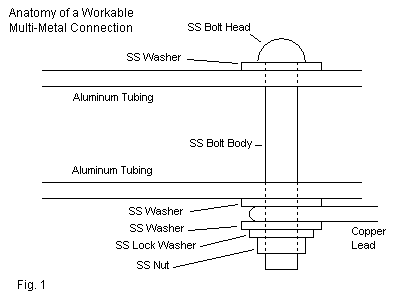 Anatomy of a Workable
Multi-Metal Connection
SS Bolt Head
SS Washer
Aluminum Tubing
SS Bolt Body
Aluminum Tubing
SS Washer
SS Washer
Copper
Lead
SS Lock Washer
SS Nut
Fig. 1